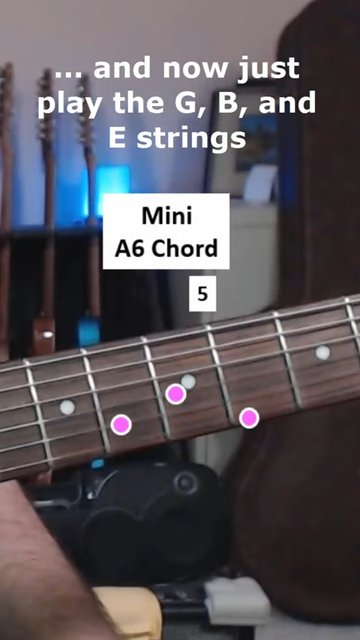 ... and now just
play the G, B, and
E strings
Mini
A6 Chord
5